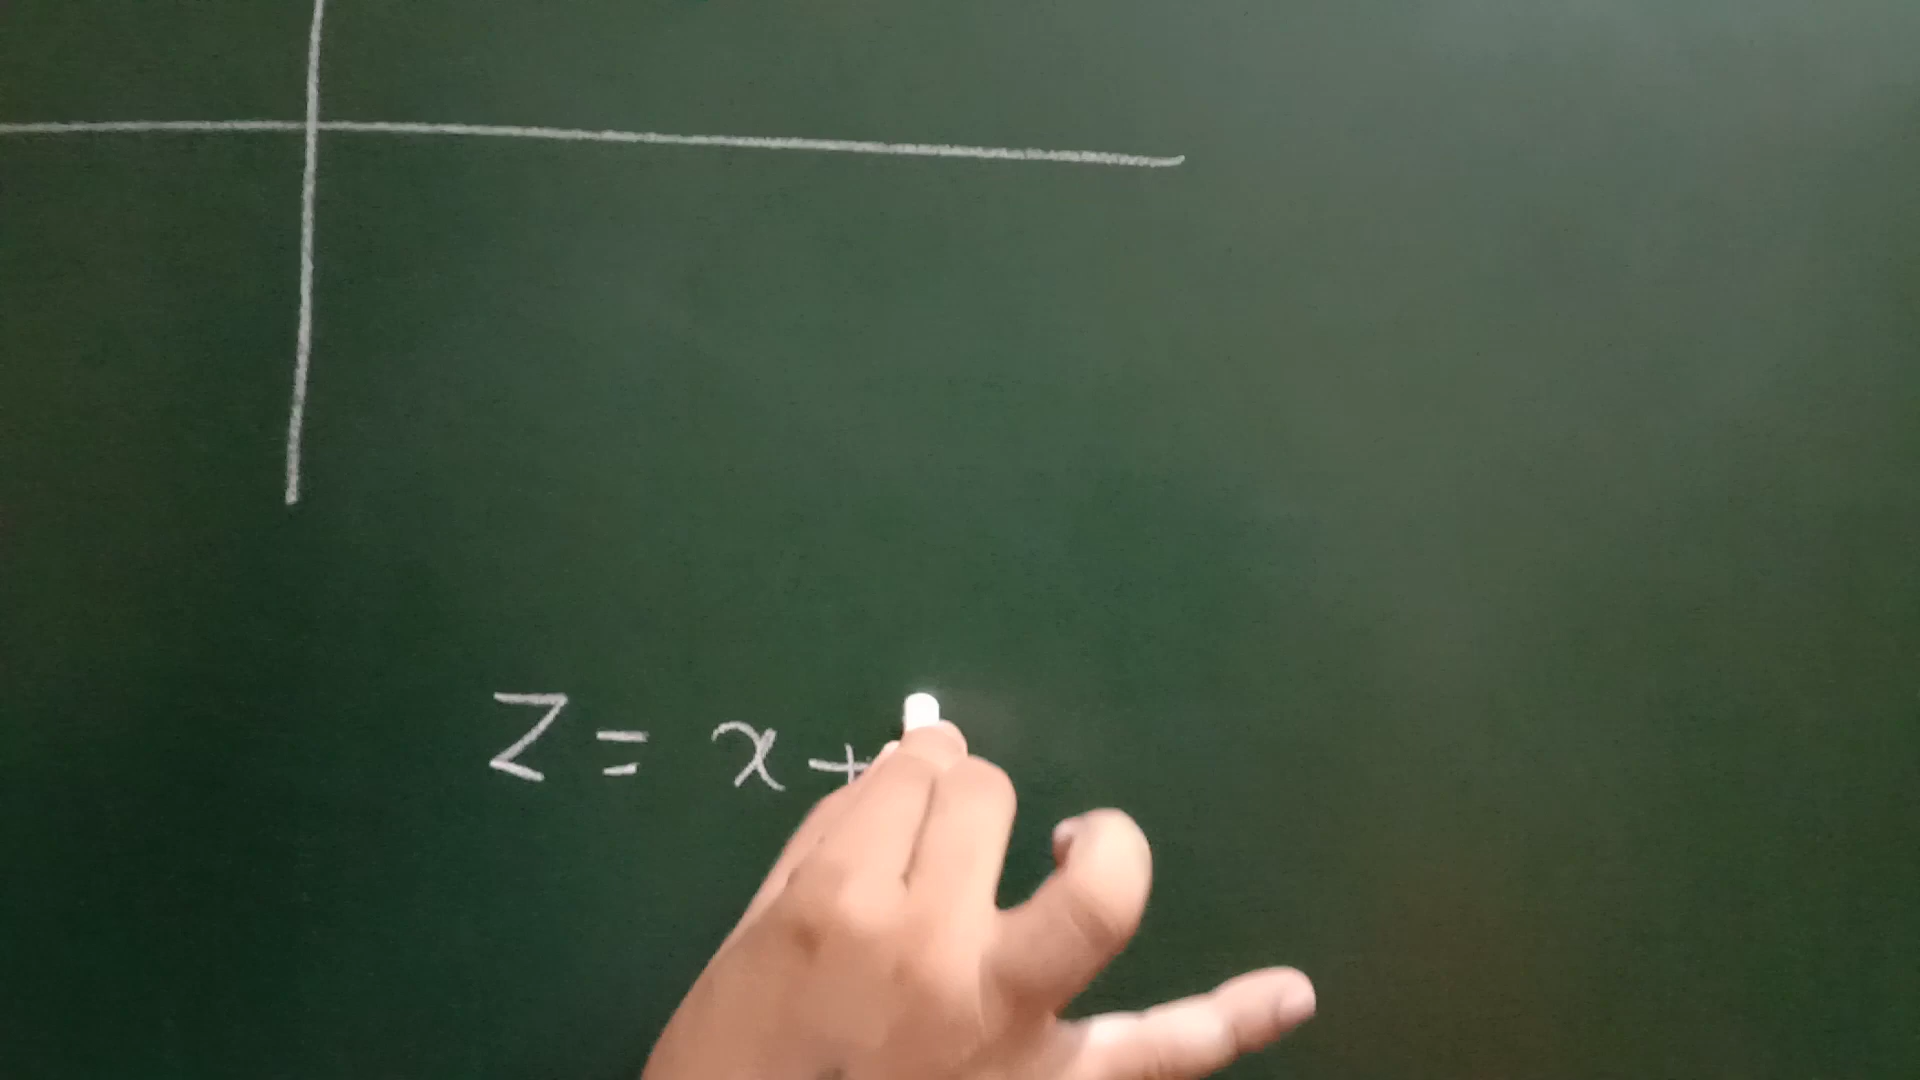 Z = x +